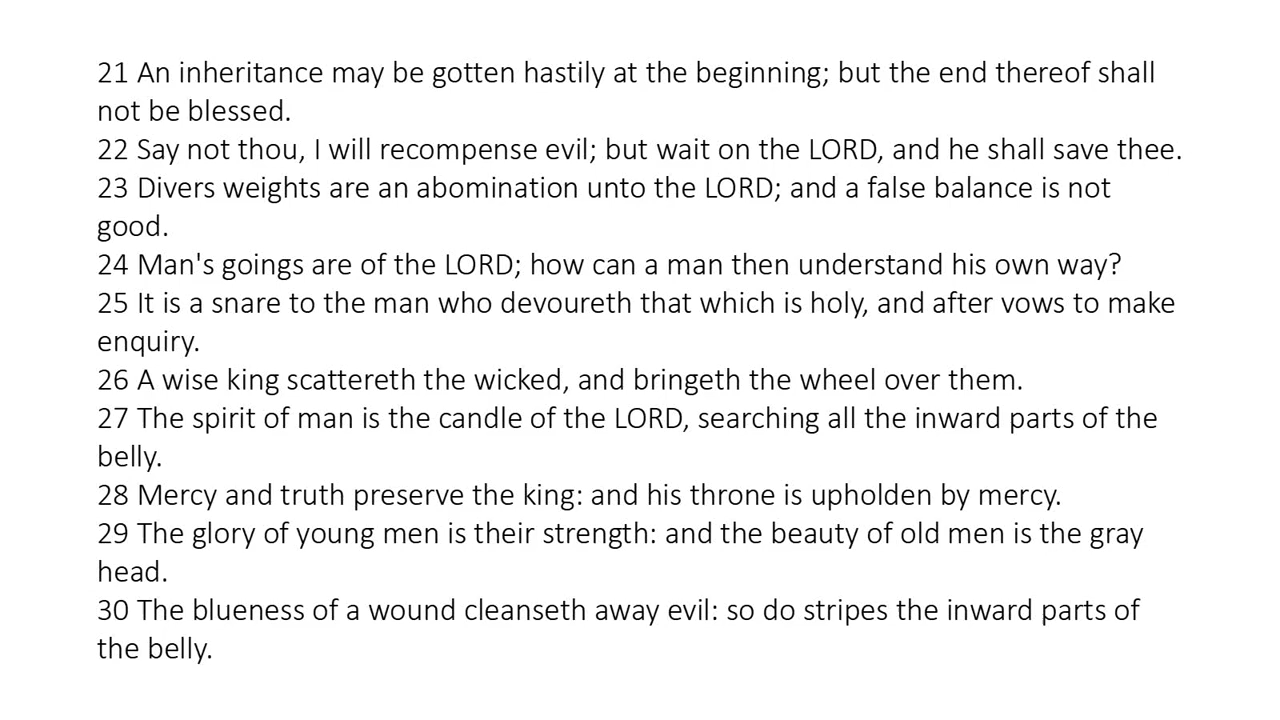 21 An inheritance may be gotten hastily at the beginning; but the end thereof shall
not be blessed.
22 Say not thou, I will recompense evil; but wait on the LORD, and he shall save thee.
23 Divers weights are an abomination unto the LORD; and a false balance is not
good.
24 Man's goings are of the LORD; how can a man then understand his own way?
25 It is a snare to the man who devoureth that which is holy, and after vows to make
enquiry.
26 A wise king scattereth the wicked, and bringeth the wheel over them.
27 The spirit of man is the candle of the LORD, searching all the inward parts of the
belly.
28 Mercy and truth preserve the king: and his throne is upholden by mercy.
29 The glory of young men is their strength: and the beauty of old men is the gray
head.
30 The blueness of a wound cleanseth away evil: so do stripes the inward parts of
the belly.